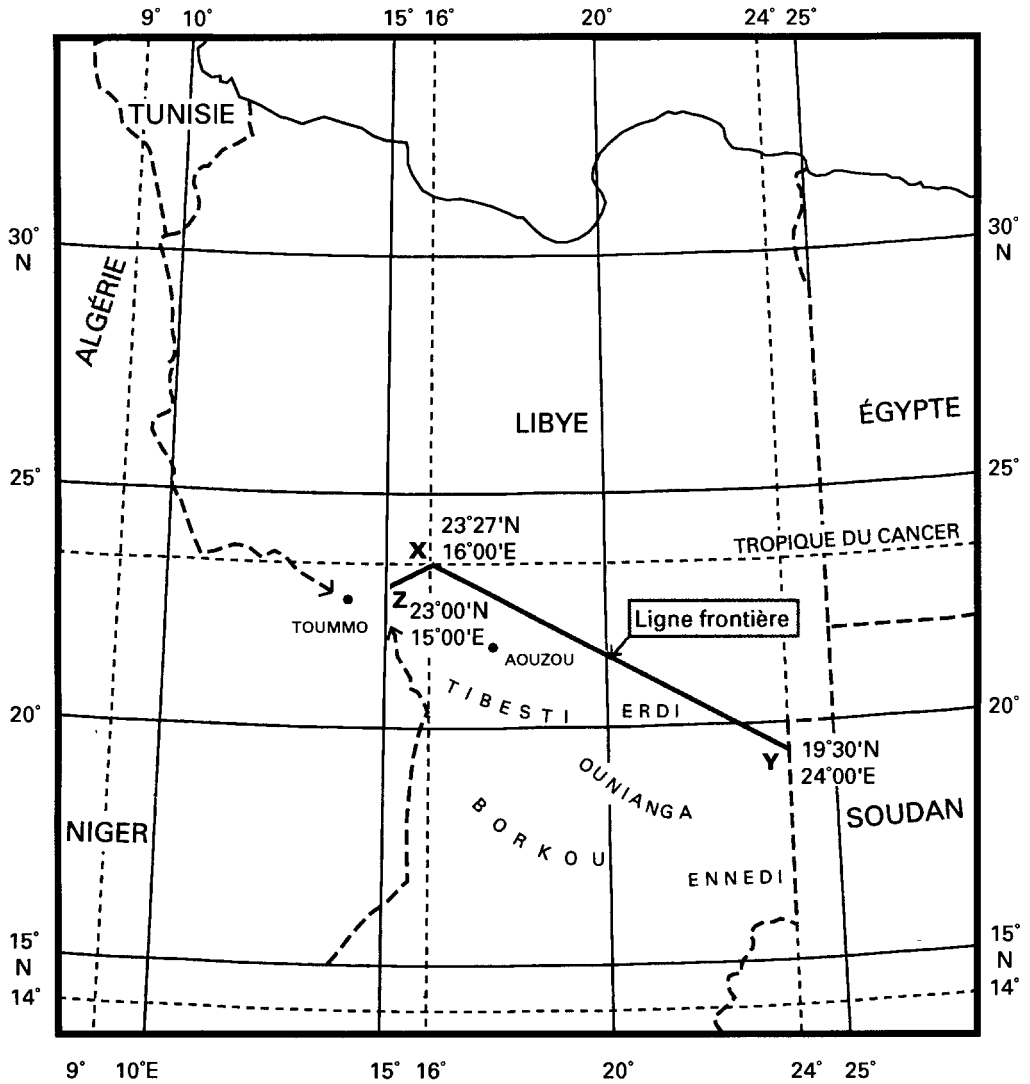 9° 10° 15° 16° 20° 24° 25°
TUNISIE
30° N
30° N
ALGÉRIE
LIBYE
ÉGYPTE
25°
25°
TROPIQUE DU CANCER
X
23°27'N
16°00'E
Z
23°00'N
15°00'E
TOUMMO
AOUZOU
Ligne frontière
TIBESTI
ERDI
20°
20°
Y
19°30'N
24°00'E
OUNIANGA
BORKOU
ENNEDI
NIGER
SOUDAN
15° N
15° N
14°
14°
9° 10°E 15° 16° 20° 24° 25°